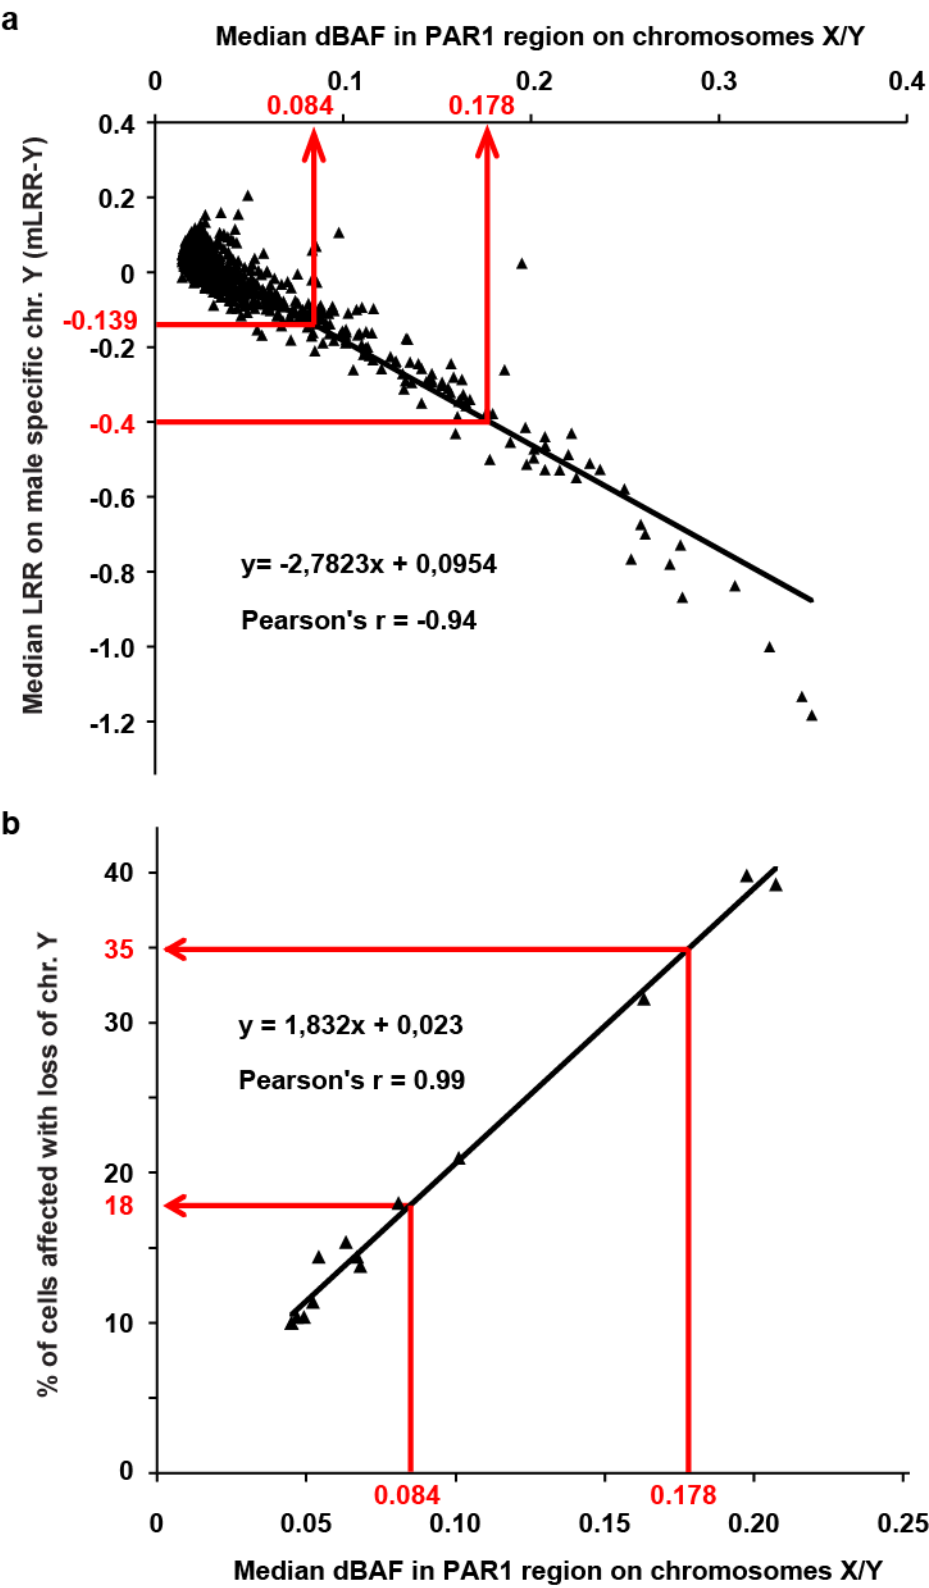 a
Median dBAF in PAR1 region on chromosomes X/Y
0 0.1 0.2 0.3 0.4
0.084 0.178
Median LRR on male specific chr. Y (mLRR-Y)
0.4
0.2
0
-0.139
-0.2
-0.4
-0.6
-0.8
-1.0
-1.2
y= -2,7823x + 0,0954
Pearson's r = -0.94
b
% of cells affected with loss of chr. Y
40
35
30
20
18
10
0
y = 1,832x + 0,023
Pearson's r = 0.99
0.084 0.178
0 0.05 0.10 0.15 0.20 0.25
Median dBAF in PAR1 region on chromosomes X/Y